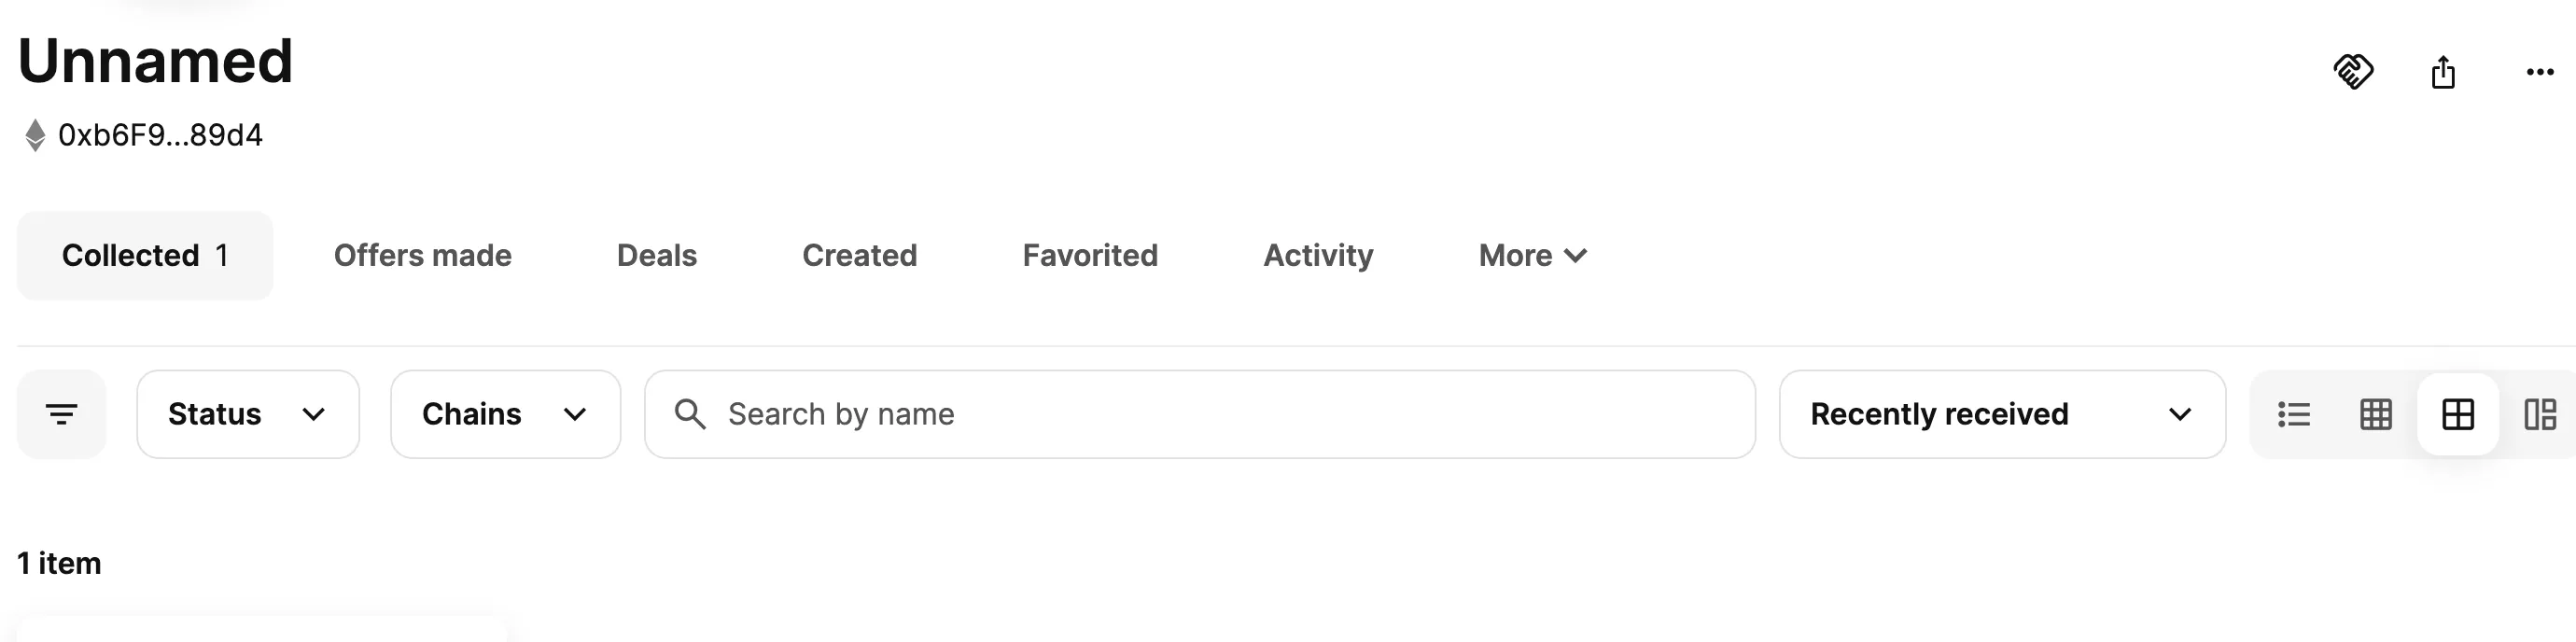 Unnamed
0xb6F9...89d4
Collected 1 Offers made Deals Created Favorited Activity More
Status Chains Search by name Recently received
1 item